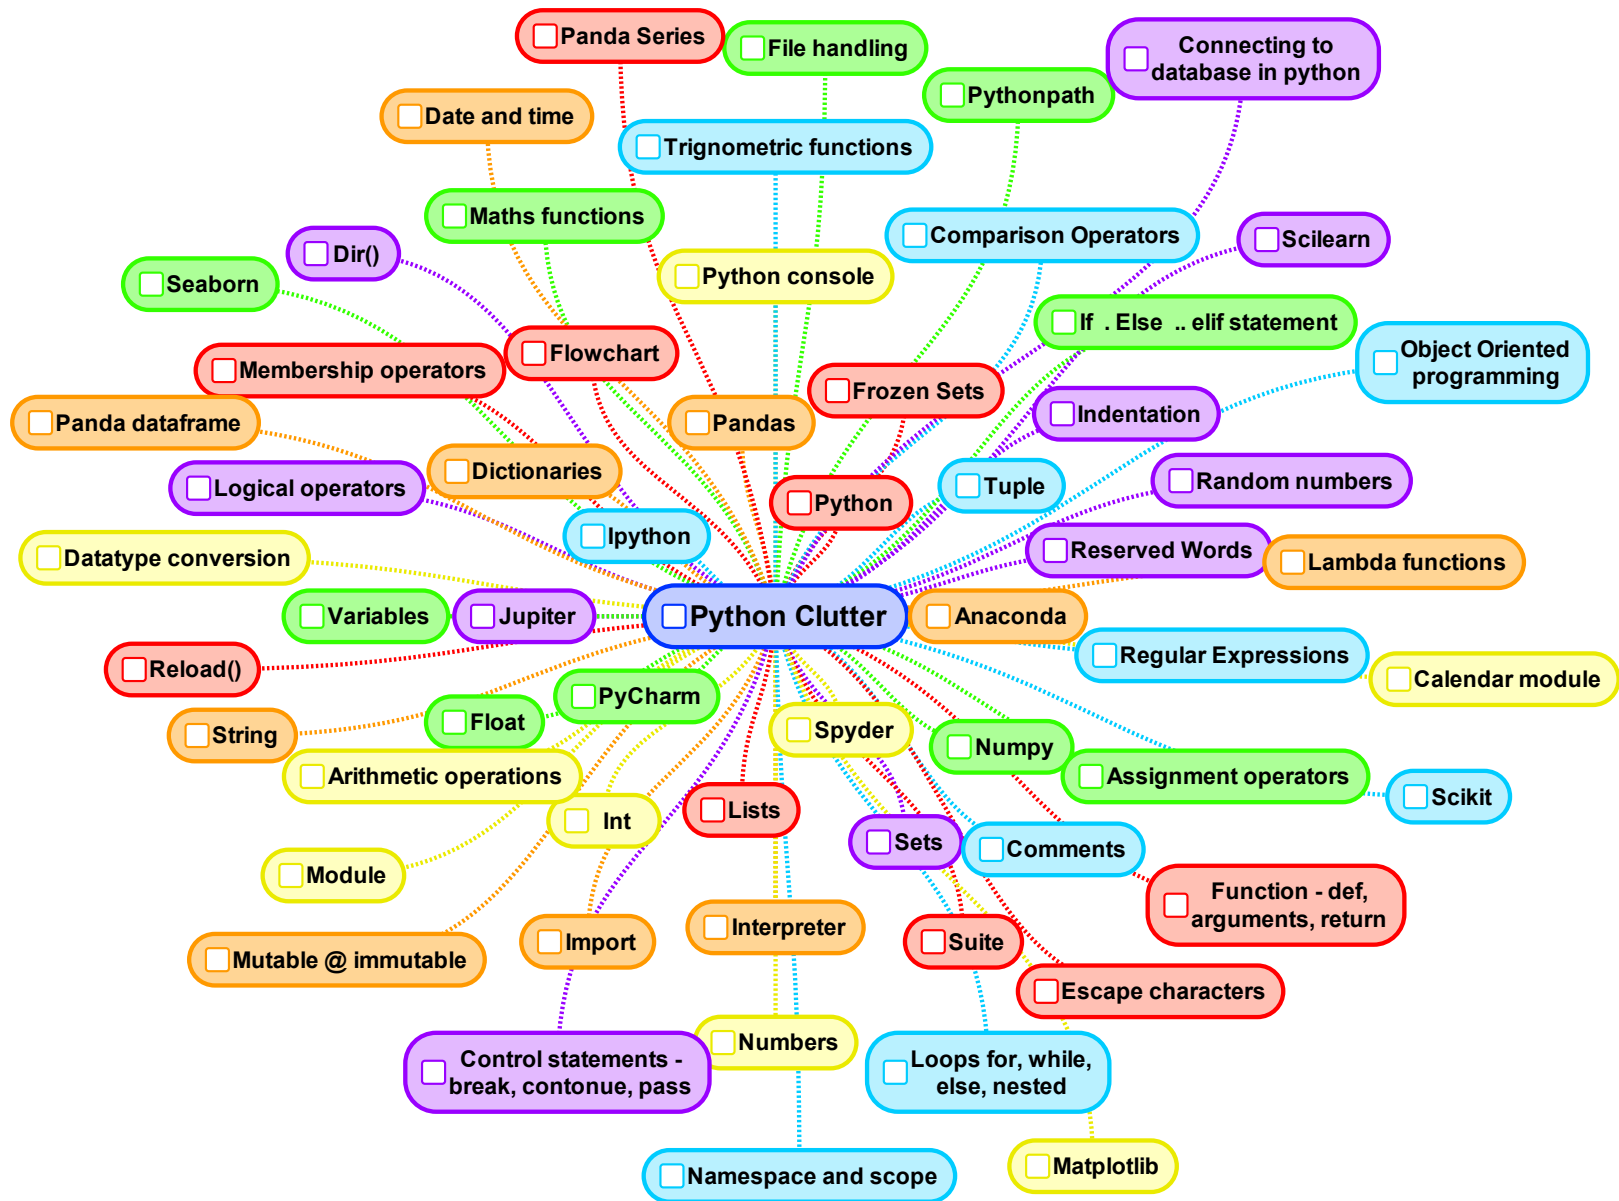 Panda Series
File handling
Connecting to
database in python
Pythonpath
Date and time
Trignometric functions
Maths functions
Comparison Operators
Scilearn
Dir()
Python console
Seaborn
If . Else .. elif statement
Flowchart
Object Oriented
programming
Membership operators
Frozen Sets
Indentation
Panda dataframe
Pandas
Dictionaries
Random numbers
Logical operators
Tuple
Python
Ipython
Reserved Words
Datatype conversion
Lambda functions
Variables
Jupiter
Python Clutter
Anaconda
Regular Expressions
Reload()
Calendar module
PyCharm
Float
String
Spyder
Numpy
Arithmetic operations
Assignment operators
Scikit
Lists
Int
Sets
Comments
Module
Function - def,
arguments, return
Interpreter
Import
Suite
Mutable @ immutable
Escape characters
Numbers
Control statements -
break, contonue, pass
Loops for, while,
else, nested
Matplotlib
Namespace and scope